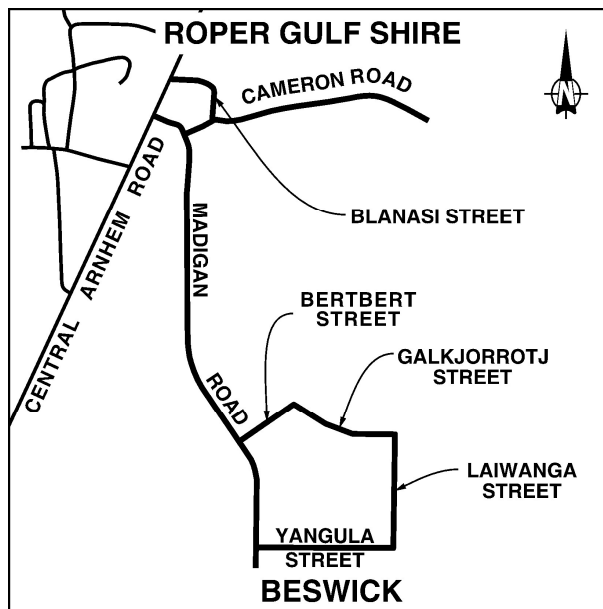 ROPER GULF SHIRE
CAMERON ROAD
N
BLANASI STREET
CENTRAL ARNHEM ROAD
MADIGAN ROAD
BERTBERT
STREET
GALKJORROTJ
STREET
LAIWANGA
STREET
YANGULA
STREET
BESWICK